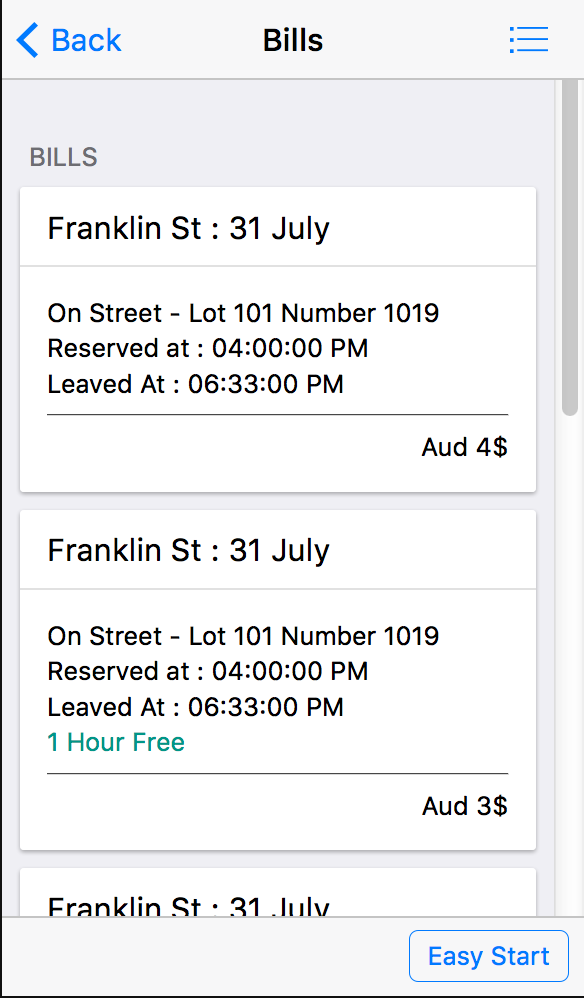 Back
Bills
BILLS
Franklin St : 31 July
On Street - Lot 101 Number 1019
Reserved at : 04:00:00 PM
Leaved At : 06:33:00 PM
Aud 4$
Franklin St : 31 July
On Street - Lot 101 Number 1019
Reserved at : 04:00:00 PM
Leaved At : 06:33:00 PM
1 Hour Free
Aud 3$
Franklin St : 31 July
Easy Start